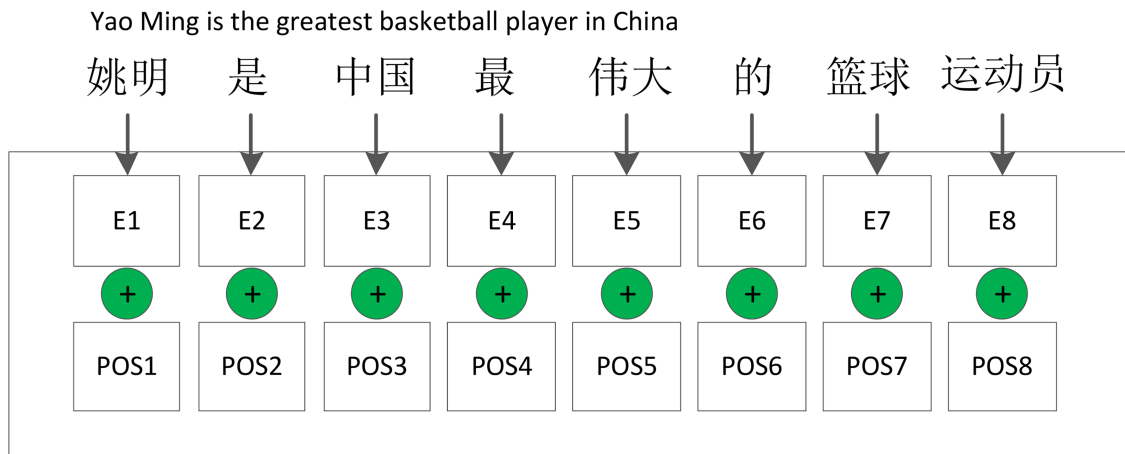 Yao Ming is the greatest basketball player in China
姚明 是 中国 最 伟大 的 篮球 运动员
E1 E2 E3 E4 E5 E6 E7 E8
+ + + + + + + +
POS1 POS2 POS3 POS4 POS5 POS6 POS7 POS8